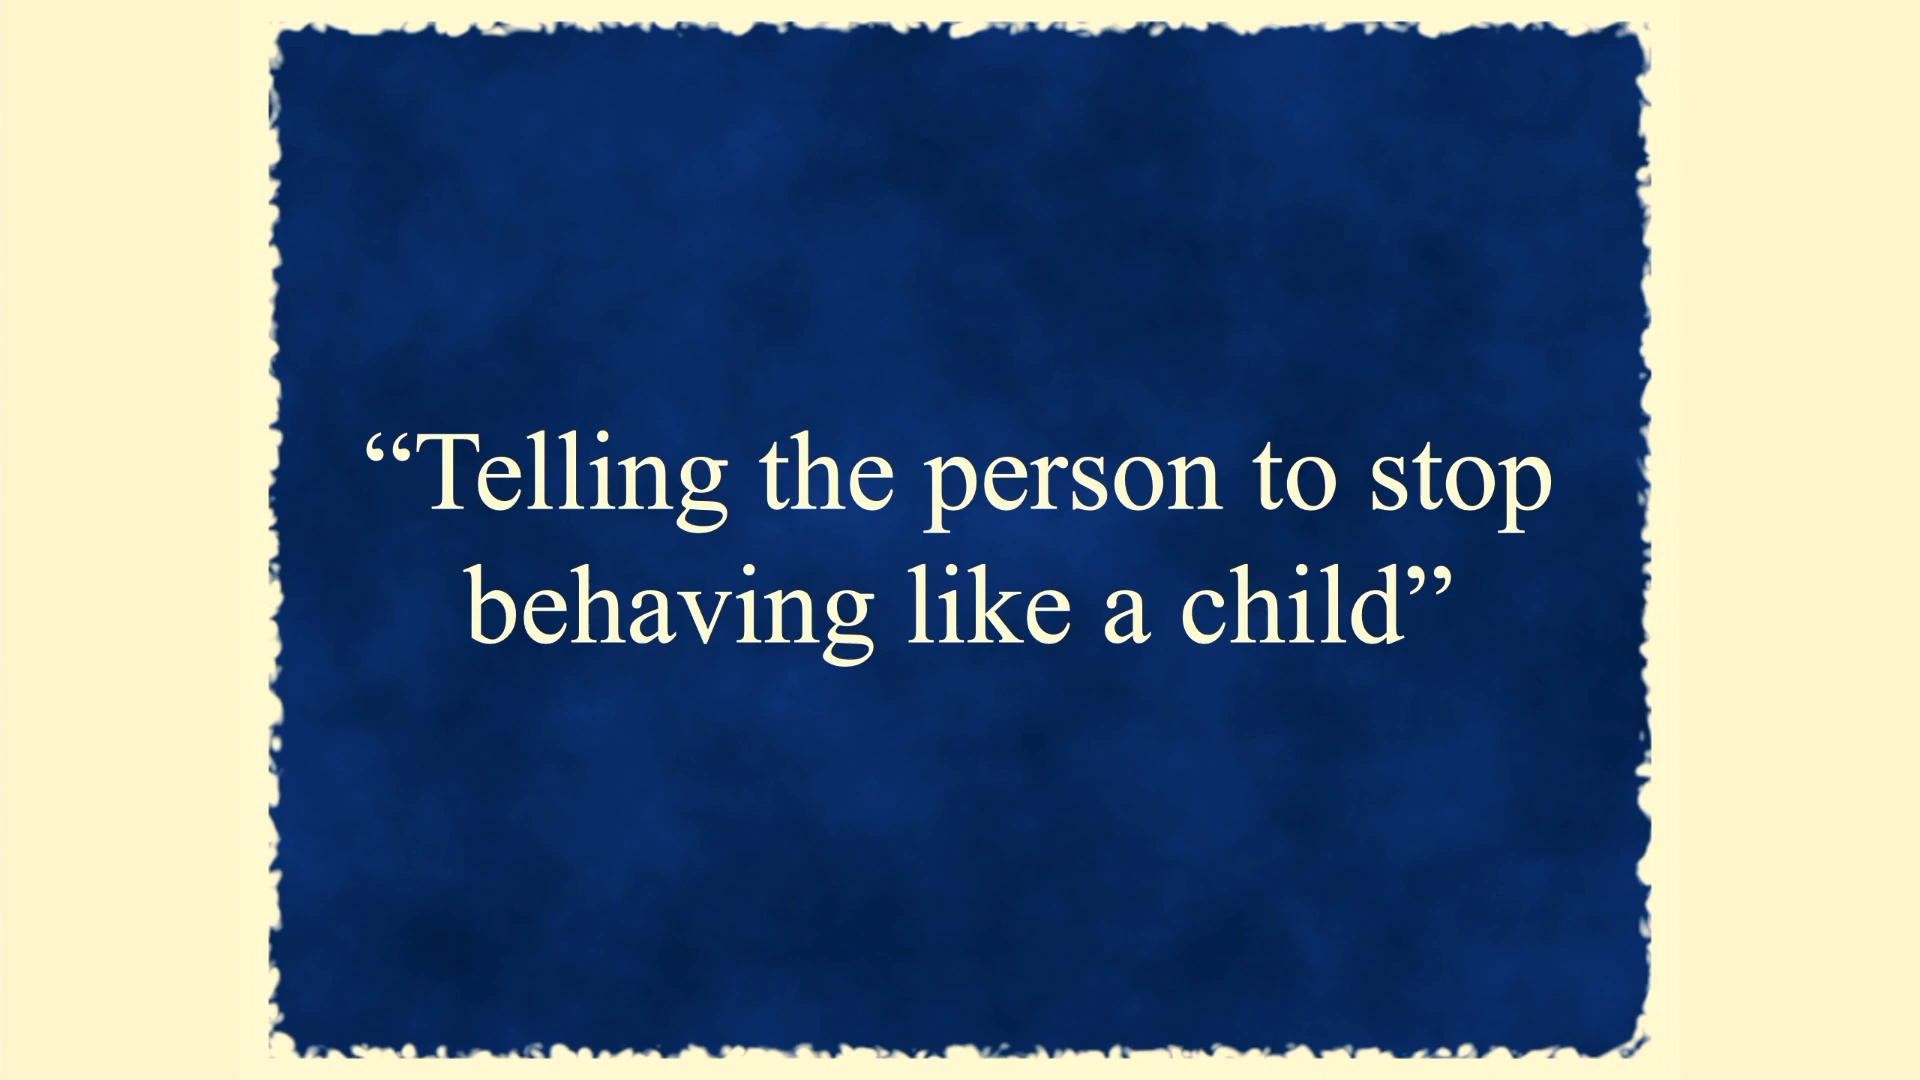 “Telling the person to stop
behaving like a child”